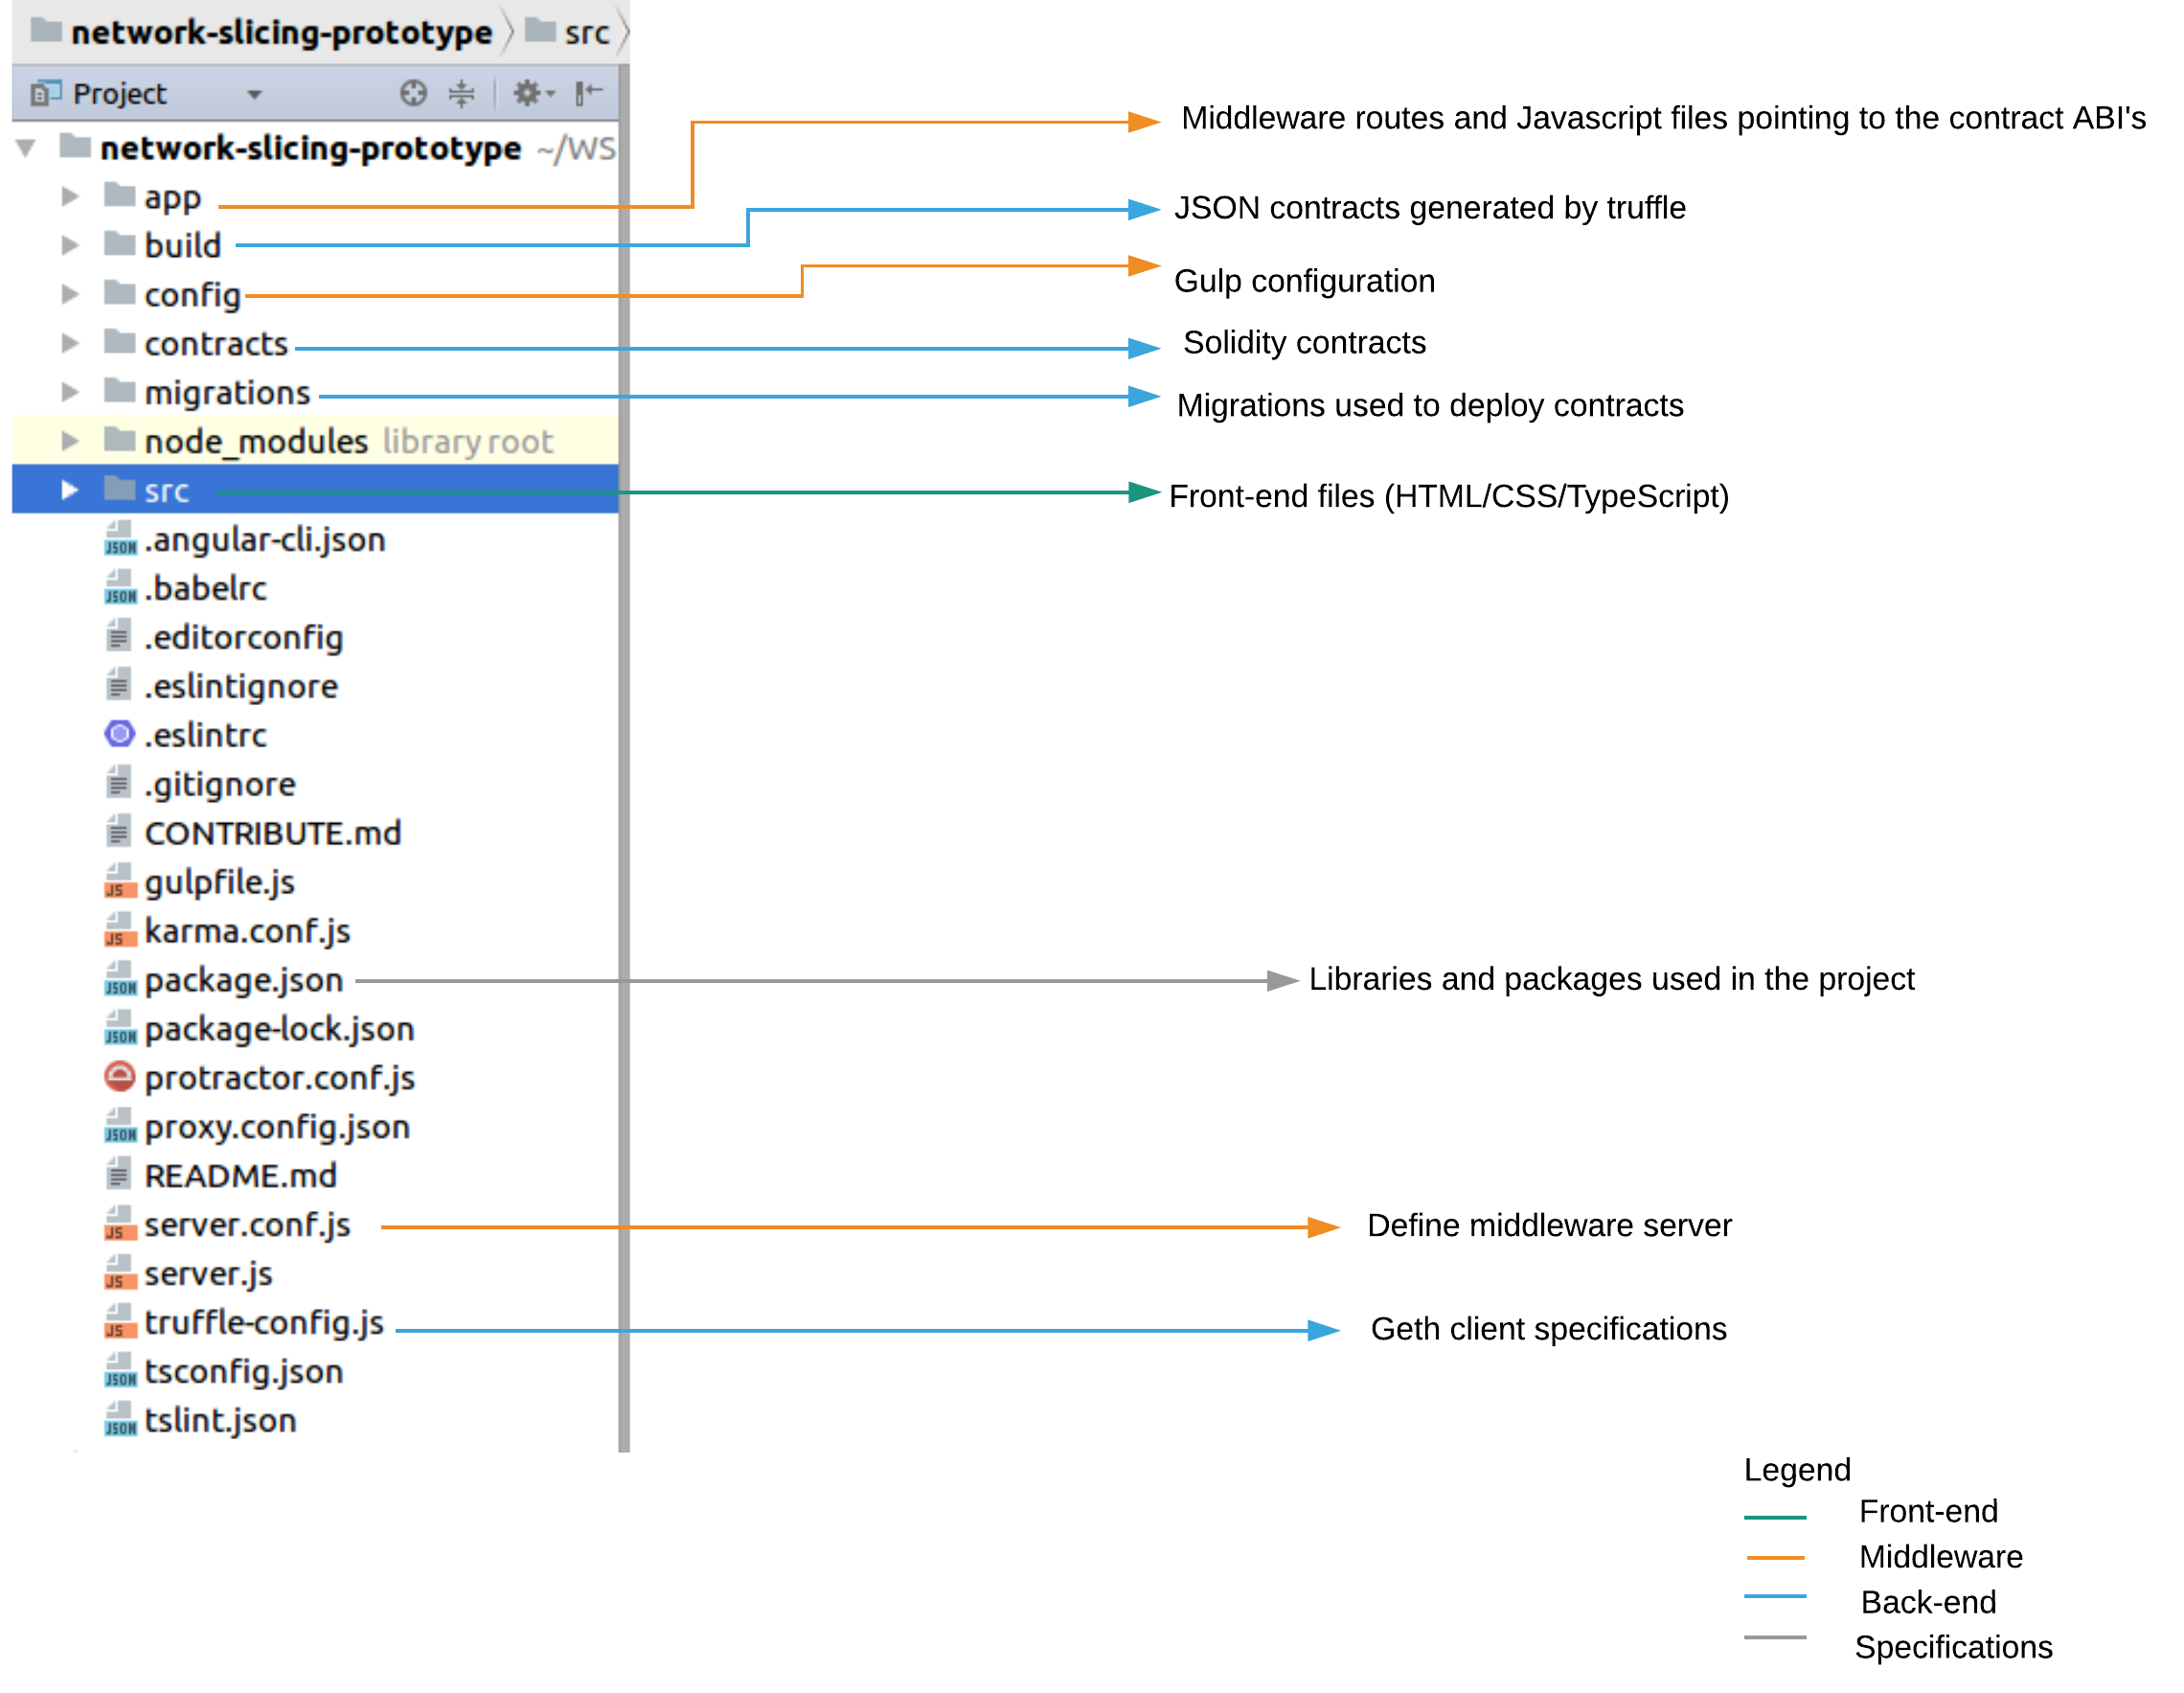 network-slicing-prototype src
Project
network-slicing-prototype ~/WS
app
Middleware routes and Javascript files pointing to the contract ABI's
build
JSON contracts generated by truffle
config
Gulp configuration
contracts
Solidity contracts
migrations
Migrations used to deploy contracts
node_modules library root
src
Front-end files (HTML/CSS/TypeScript)
.angular-cli.json
.babelrc
.editorconfig
.eslintignore
.eslintrc
.gitignore
CONTRIBUTE.md
gulpfile.js
karma.conf.js
package.json
Libraries and packages used in the project
package-lock.json
protractor.conf.js
proxy.config.json
README.md
server.conf.js
Define middleware server
server.js
truffle-config.js
Geth client specifications
tsconfig.json
tslint.json
Legend
Front-end
Middleware
Back-end
Specifications